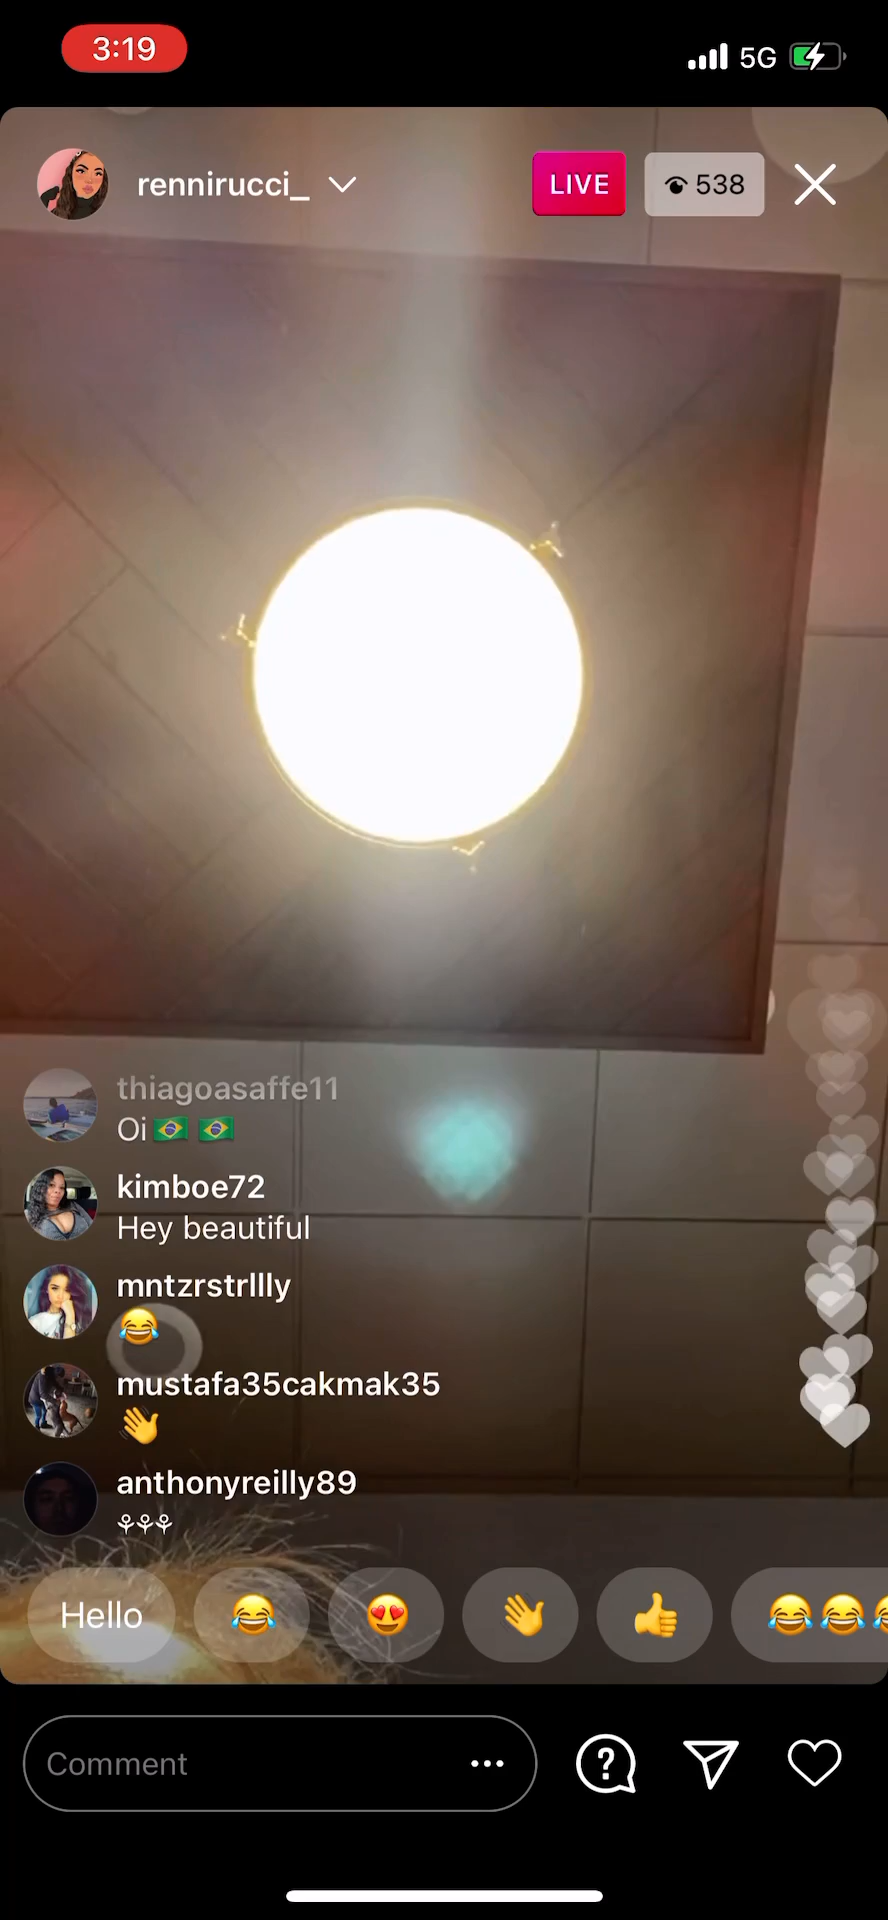 3:19
5G
rennirucci_
LIVE
538
thiagoasaffe11
Oi 🇧🇷 🇧🇷
kimboe72
Hey beautiful
mntzrstrllly
😂
mustafa35cakmak35
👋
anthonyreilly89
⚘⚘⚘
Hello 😂 😍 👋 👍 😂😂
Comment